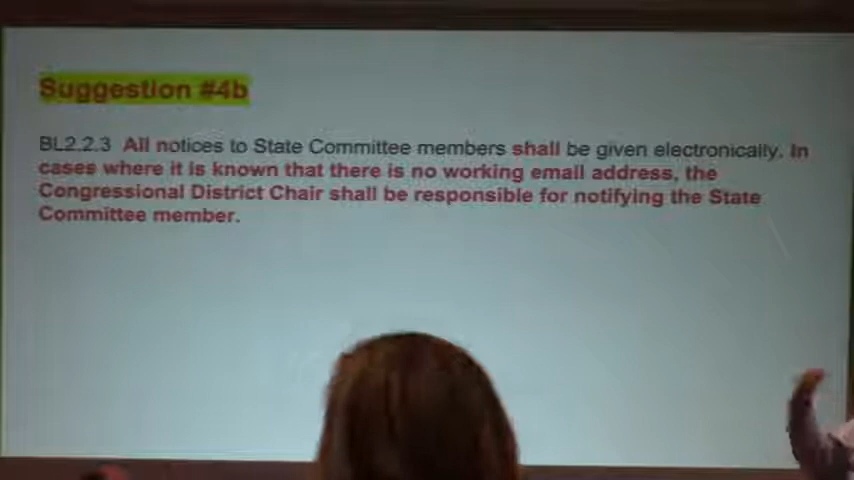 Suggestion #4b
BL2.2.3 All notices to State Committee members shall be given electronically. In
cases where it is known that there is no working email address, the
Congressional District Chair shall be responsible for notifying the State
Committee member.